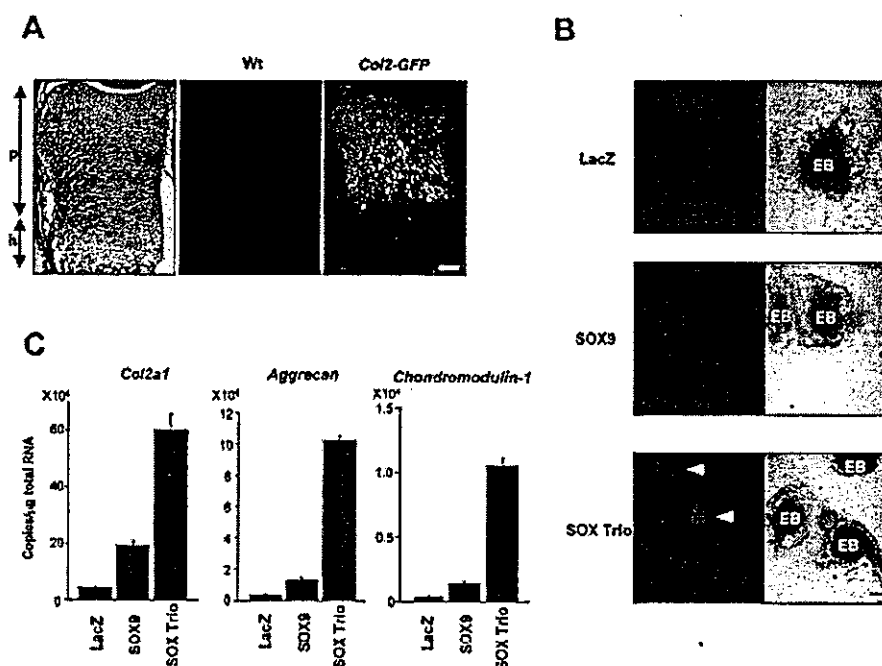 A
Wt
Col2-GFP
p
h
B
LacZ
EB
SOX9
EB
EB
SOX Trio
EB
EB
EB
C
Col2a1
Aggrecan
Chondromodulin-1
Copies/μg total RNA
X10⁴
60
40
20
0
LacZ
SOX9
SOX Trio
X10⁴
12
10
8
6
4
2
0
LacZ
SOX9
SOX Trio
X10⁴
1.5
1.0
0.5
0
LacZ
SOX9
SOX Trio